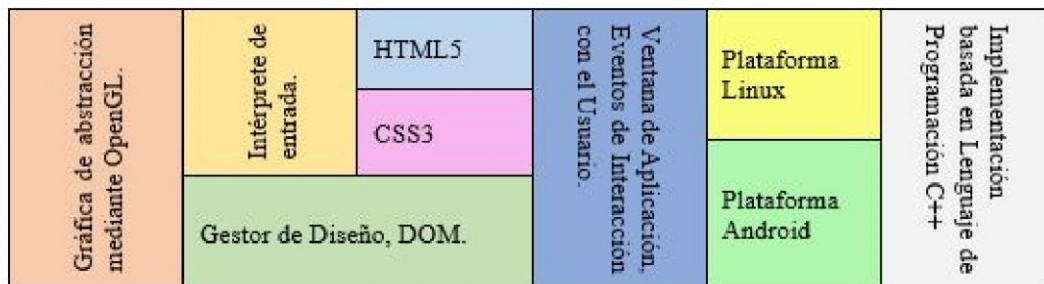 Gráfica de abstracción
mediante OpenGL.
Intérprete de
entrada.
HTML5
CSS3
Gestor de Diseño, DOM.
Ventana de Aplicación,
Eventos de Interacción
con el Usuario.
Plataforma
Linux
Plataforma
Android
Implementación
basada en Lenguaje de
Programación C++